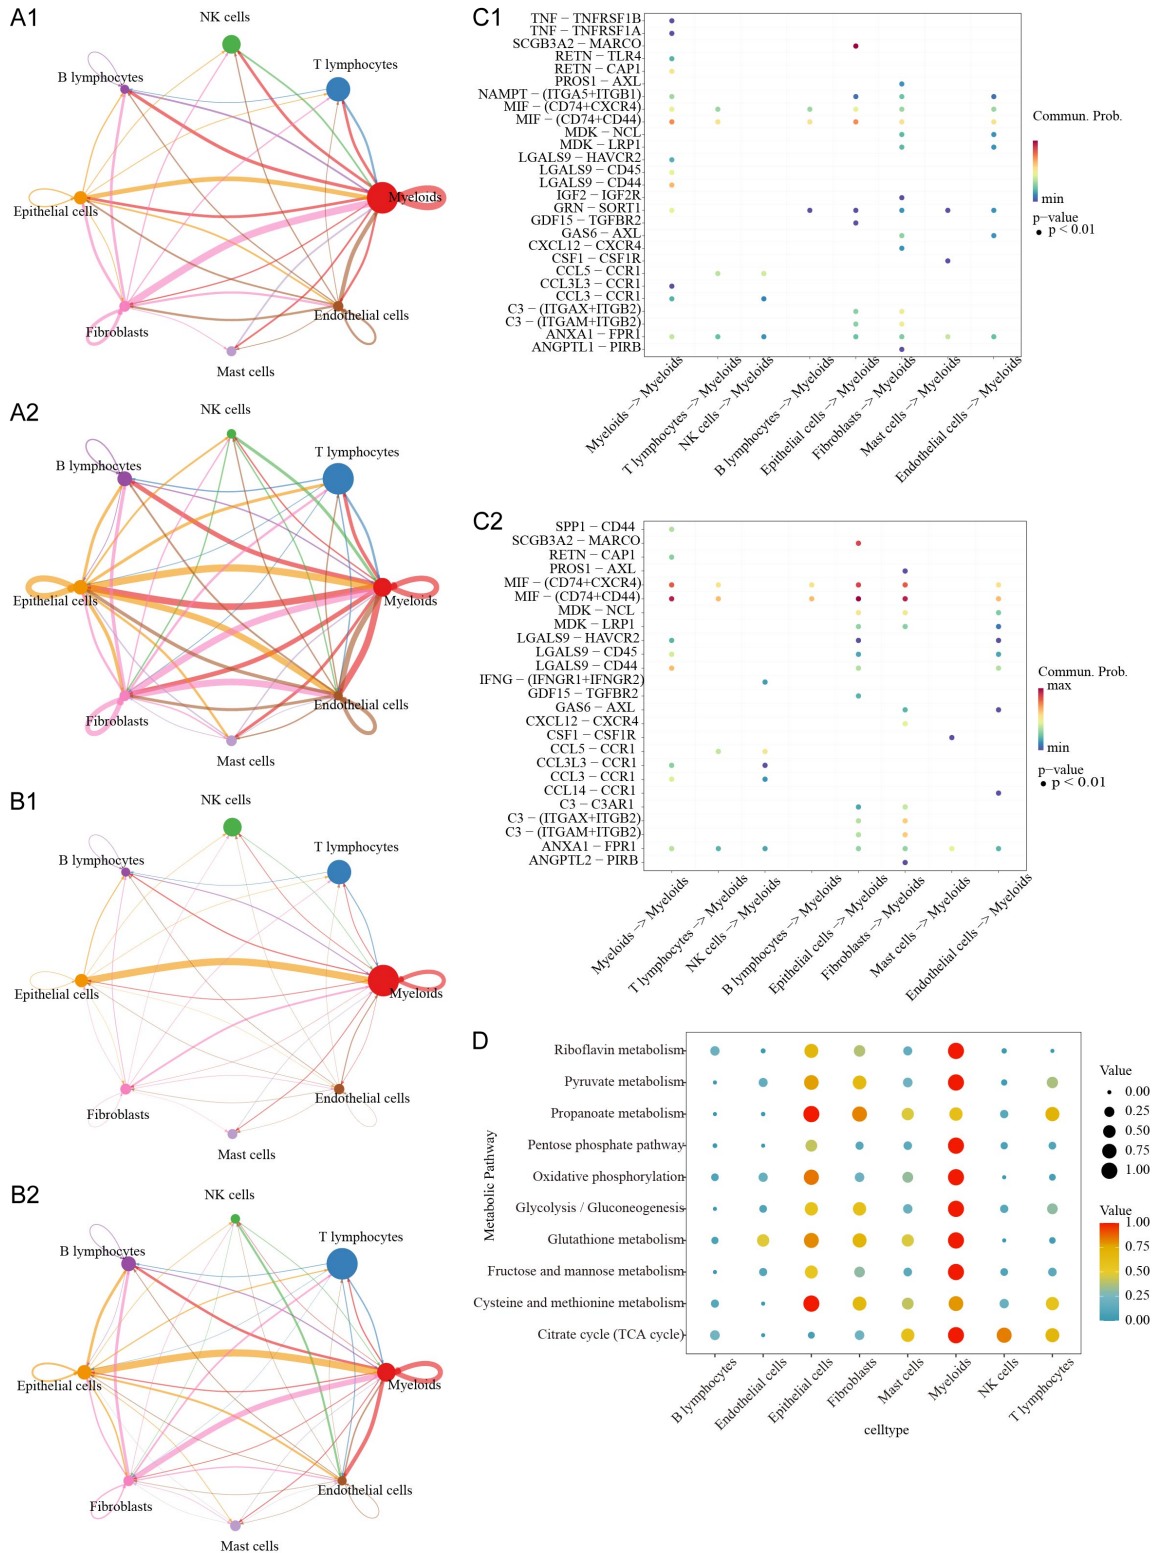 A1
NK cells
B lymphocytes
T lymphocytes
Epithelial cells
Myeloids
Fibroblasts
Endothelial cells
Mast cells
A2
NK cells
B lymphocytes
T lymphocytes
Epithelial cells
Myeloids
Fibroblasts
Endothelial cells
Mast cells
B1
NK cells
B lymphocytes
T lymphocytes
Epithelial cells
Myeloids
Fibroblasts
Endothelial cells
Mast cells
B2
NK cells
B lymphocytes
T lymphocytes
Epithelial cells
Myeloids
Fibroblasts
Endothelial cells
Mast cells
C1
TNF − TNFRSF1B
TNF − TNFRSF1A
SCGB3A2 − MARCO
RETN − TLR4
RETN − CAP1
PROS1 − AXL
NAMPT − (ITGA5+ITGB1)
MIF − (CD74+CXCR4)
MIF − (CD74+CD44)
MDK − NCL
MDK − LRP1
LGALS9 − HAVCR2
LGALS9 − CD45
LGALS9 − CD44
IGF2 − IGF2R
GRN − SORT1
GDF15 − TGFBR2
GAS6 − AXL
CXCL12 − CXCR4
CSF1 − CSF1R
CCL5 − CCR1
CCL3L3 − CCR1
CCL3 − CCR1
C3 − (ITGAX+ITGB2)
C3 − (ITGAM+ITGB2)
ANXA1 − FPR1
ANGPTL1 − PIRB
Myeloids −> Myeloids
T lymphocytes −> Myeloids
NK cells −> Myeloids
B lymphocytes −> Myeloids
Epithelial cells −> Myeloids
Fibroblasts −> Myeloids
Mast cells −> Myeloids
Endothelial cells −> Myeloids
Commun. Prob.
min
p−value
p < 0.01
C2
SPP1 − CD44
SCGB3A2 − MARCO
RETN − CAP1
PROS1 − AXL
MIF − (CD74+CXCR4)
MIF − (CD74+CD44)
MDK − NCL
MDK − LRP1
LGALS9 − HAVCR2
LGALS9 − CD45
LGALS9 − CD44
IFNG − (IFNGR1+IFNGR2)
GDF15 − TGFBR2
GAS6 − AXL
CXCL12 − CXCR4
CSF1 − CSF1R
CCL5 − CCR1
CCL3L3 − CCR1
CCL3 − CCR1
CCL14 − CCR1
C3 − C3AR1
C3 − (ITGAX+ITGB2)
C3 − (ITGAM+ITGB2)
ANXA1 − FPR1
ANGPTL2 − PIRB
Myeloids −> Myeloids
T lymphocytes −> Myeloids
NK cells −> Myeloids
B lymphocytes −> Myeloids
Epithelial cells −> Myeloids
Fibroblasts −> Myeloids
Mast cells −> Myeloids
Endothelial cells −> Myeloids
Commun. Prob.
max
min
p−value
p < 0.01
D
Metabolic Pathway
Riboflavin metabolism
Pyruvate metabolism
Propanoate metabolism
Pentose phosphate pathway
Oxidative phosphorylation
Glycolysis / Gluconeogenesis
Glutathione metabolism
Fructose and mannose metabolism
Cysteine and methionine metabolism
Citrate cycle (TCA cycle)
B lymphocytes
Endothelial cells
Epithelial cells
Fibroblasts
Mast cells
Myeloids
NK cells
T lymphocytes
celltype
Value
0.00
0.25
0.50
0.75
1.00
Value
1.00
0.75
0.50
0.25
0.00